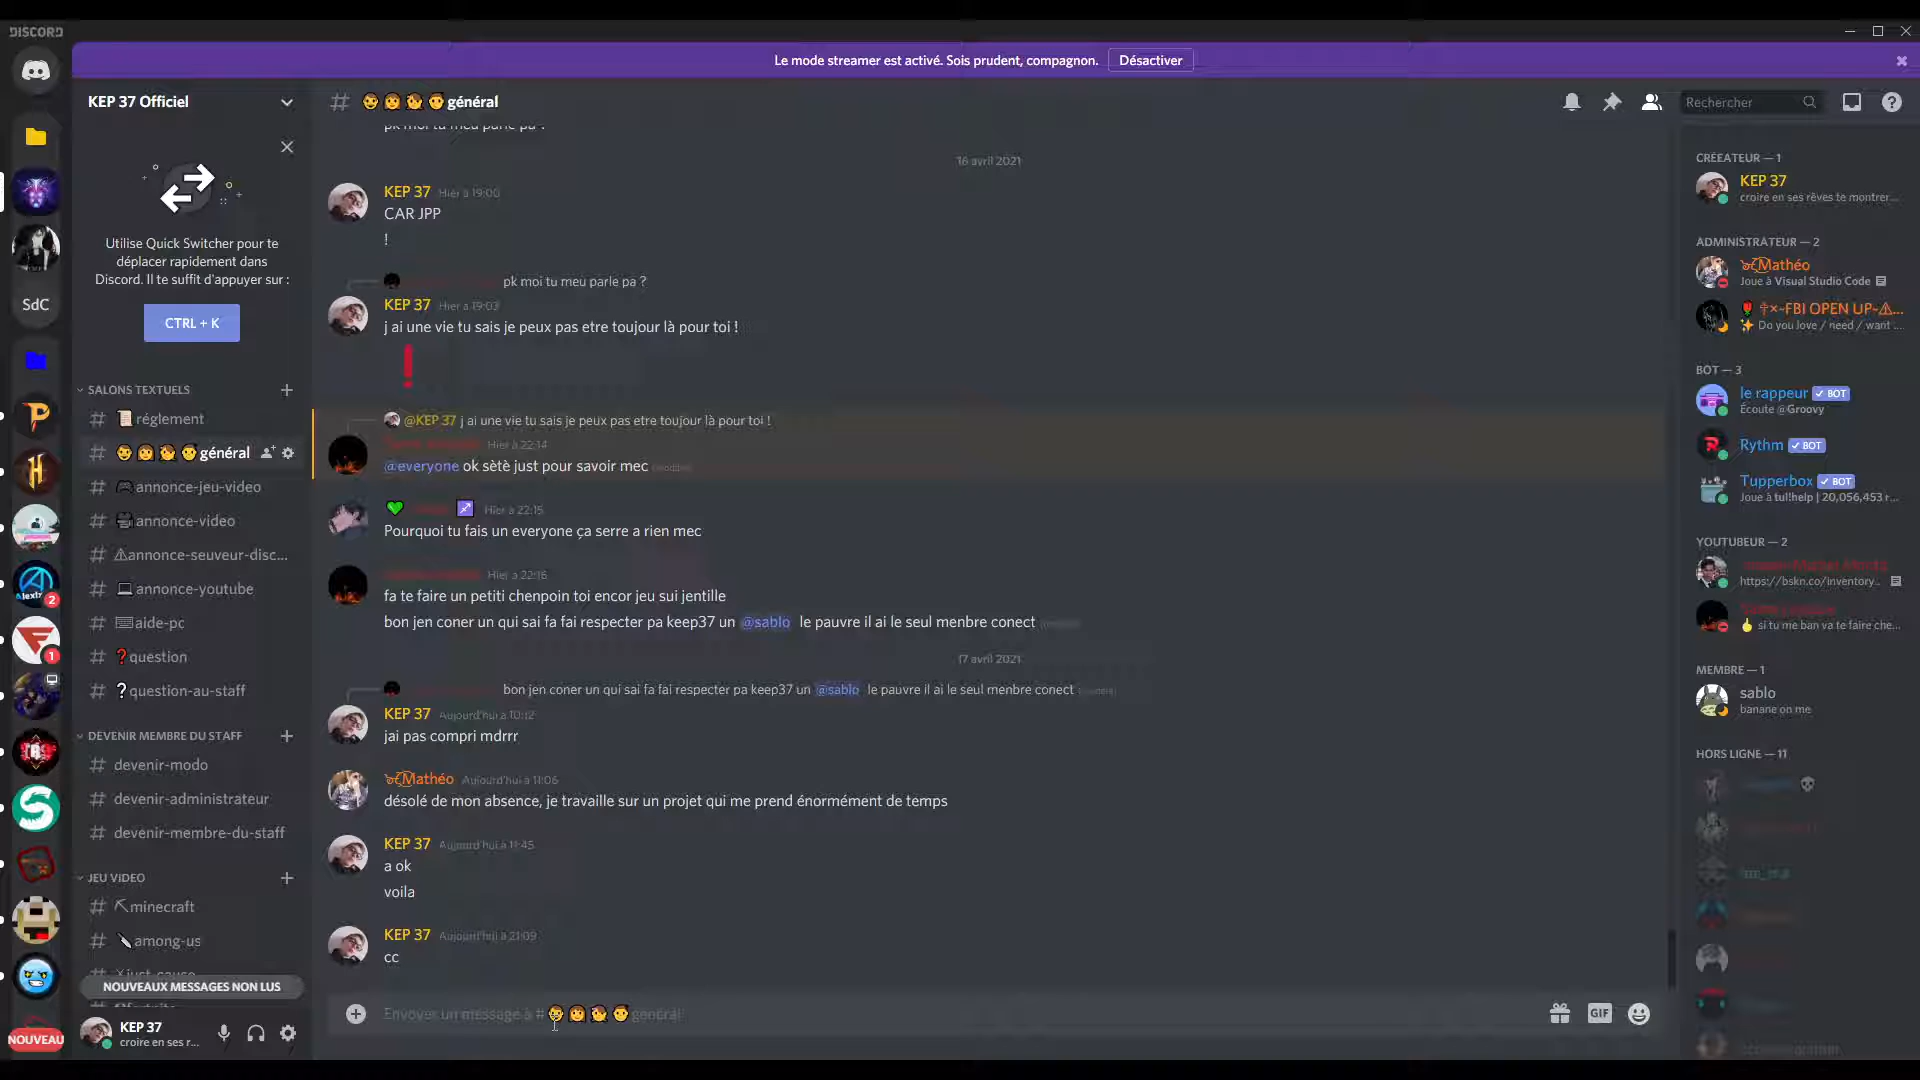 DISCORD
Le mode streamer est activé. Sois prudent, compagnon. Désactiver
KEP 37 Officiel
Utilise Quick Switcher pour te
déplacer rapidement dans
Discord. Il te suffit d'appuyer sur :
CTRL + K
SdC
2
1
NOUVEAU
SALONS TEXTUELS
réglement
général
annonce-jeu-video
annonce-video
annonce-seuveur-disc...
annonce-youtube
aide-pc
question
question-au-staff
DEVENIR MEMBRE DU STAFF
devenir-modo
devenir-administrateur
devenir-membre-du-staff
JEU VIDEO
minecraft
among-us
just-cause
NOUVEAUX MESSAGES NON LUS
KEP 37
croire en ses r...
# général
Rechercher
pk moi tu meu parle pa ?
16 avril 2021
KEP 37 Hier à 19:00
CAR JPP
!
pk moi tu meu parle pa ?
KEP 37 Hier à 19:03
j ai une vie tu sais je peux pas etre toujour là pour toi !
@KEP 37 j ai une vie tu sais je peux pas etre toujour là pour toi !
Hier à 22:14
@everyone ok sètè just pour savoir mec
Hier à 22:15
Pourquoi tu fais un everyone ça serre a rien mec
Hier à 22:16
fa te faire un petiti chenpoin toi encor jeu sui jentille
bon jen coner un qui sai fa fai respecter pa keep37 un @sablo le pauvre il ai le seul menbre conect
17 avril 2021
bon jen coner un qui sai fa fai respecter pa keep37 un @sablo le pauvre il ai le seul menbre conect
KEP 37 Aujourd'hui à 10:12
jai pas compri mdrrr
Mathéo Aujourd'hui à 11:06
désolé de mon absence, je travaille sur un projet qui me prend énormément de temps
KEP 37 Aujourd'hui à 11:45
a ok
voila
KEP 37 Aujourd'hui à 21:09
cc
Envoyer un message à # général
GIF
CRÉEATEUR — 1
KEP 37
croire en ses rêves te montrer...
ADMINISTRATEUR — 2
Mathéo
Joue à Visual Studio Code
FBI OPEN UP
Do you love / need / want ...
BOT — 3
le rappeur BOT
Écoute @Groovy
Rythm BOT
Tupperbox BOT
Joue à tul!help | 20,056,453 r...
YOUTUBEUR — 2
https://bskn.co/inventory...
si tu me ban va te faire che...
MEMBRE — 1
sablo
banane on me
HORS LIGNE — 11